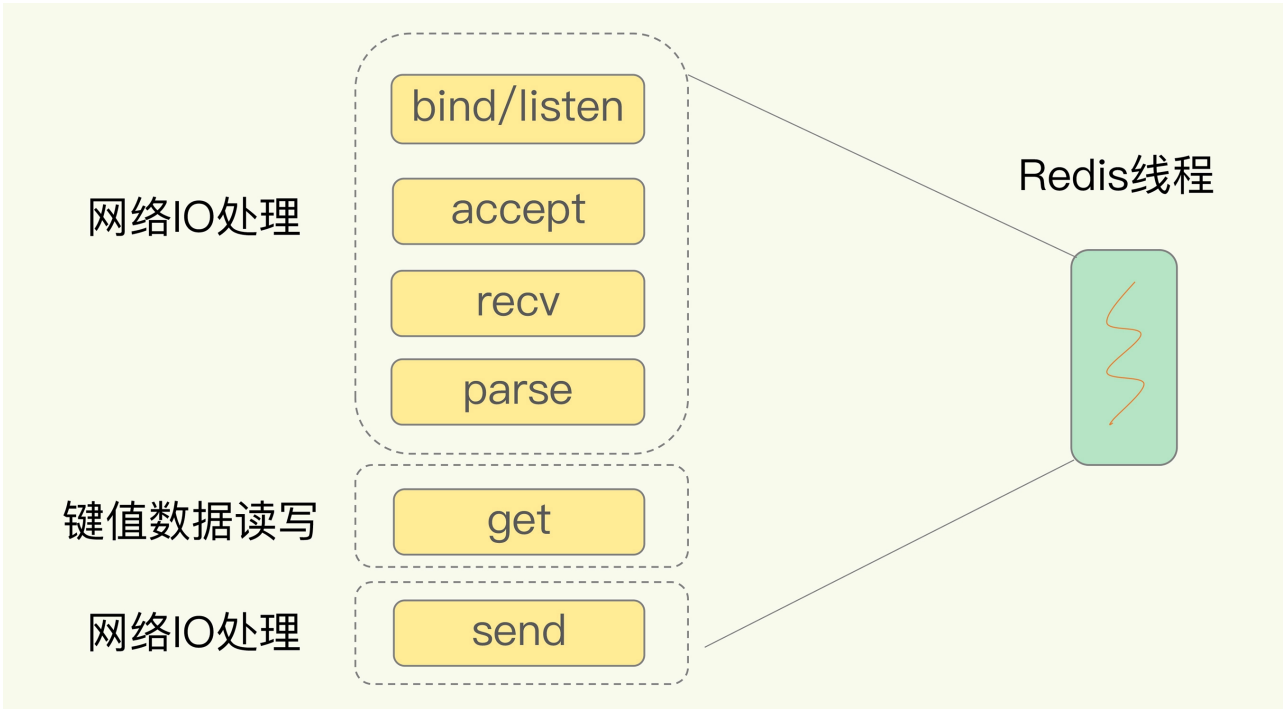 bind/listen
Redis线程
网络IO处理
accept
recv
parse
键值数据读写
get
网络IO处理
send